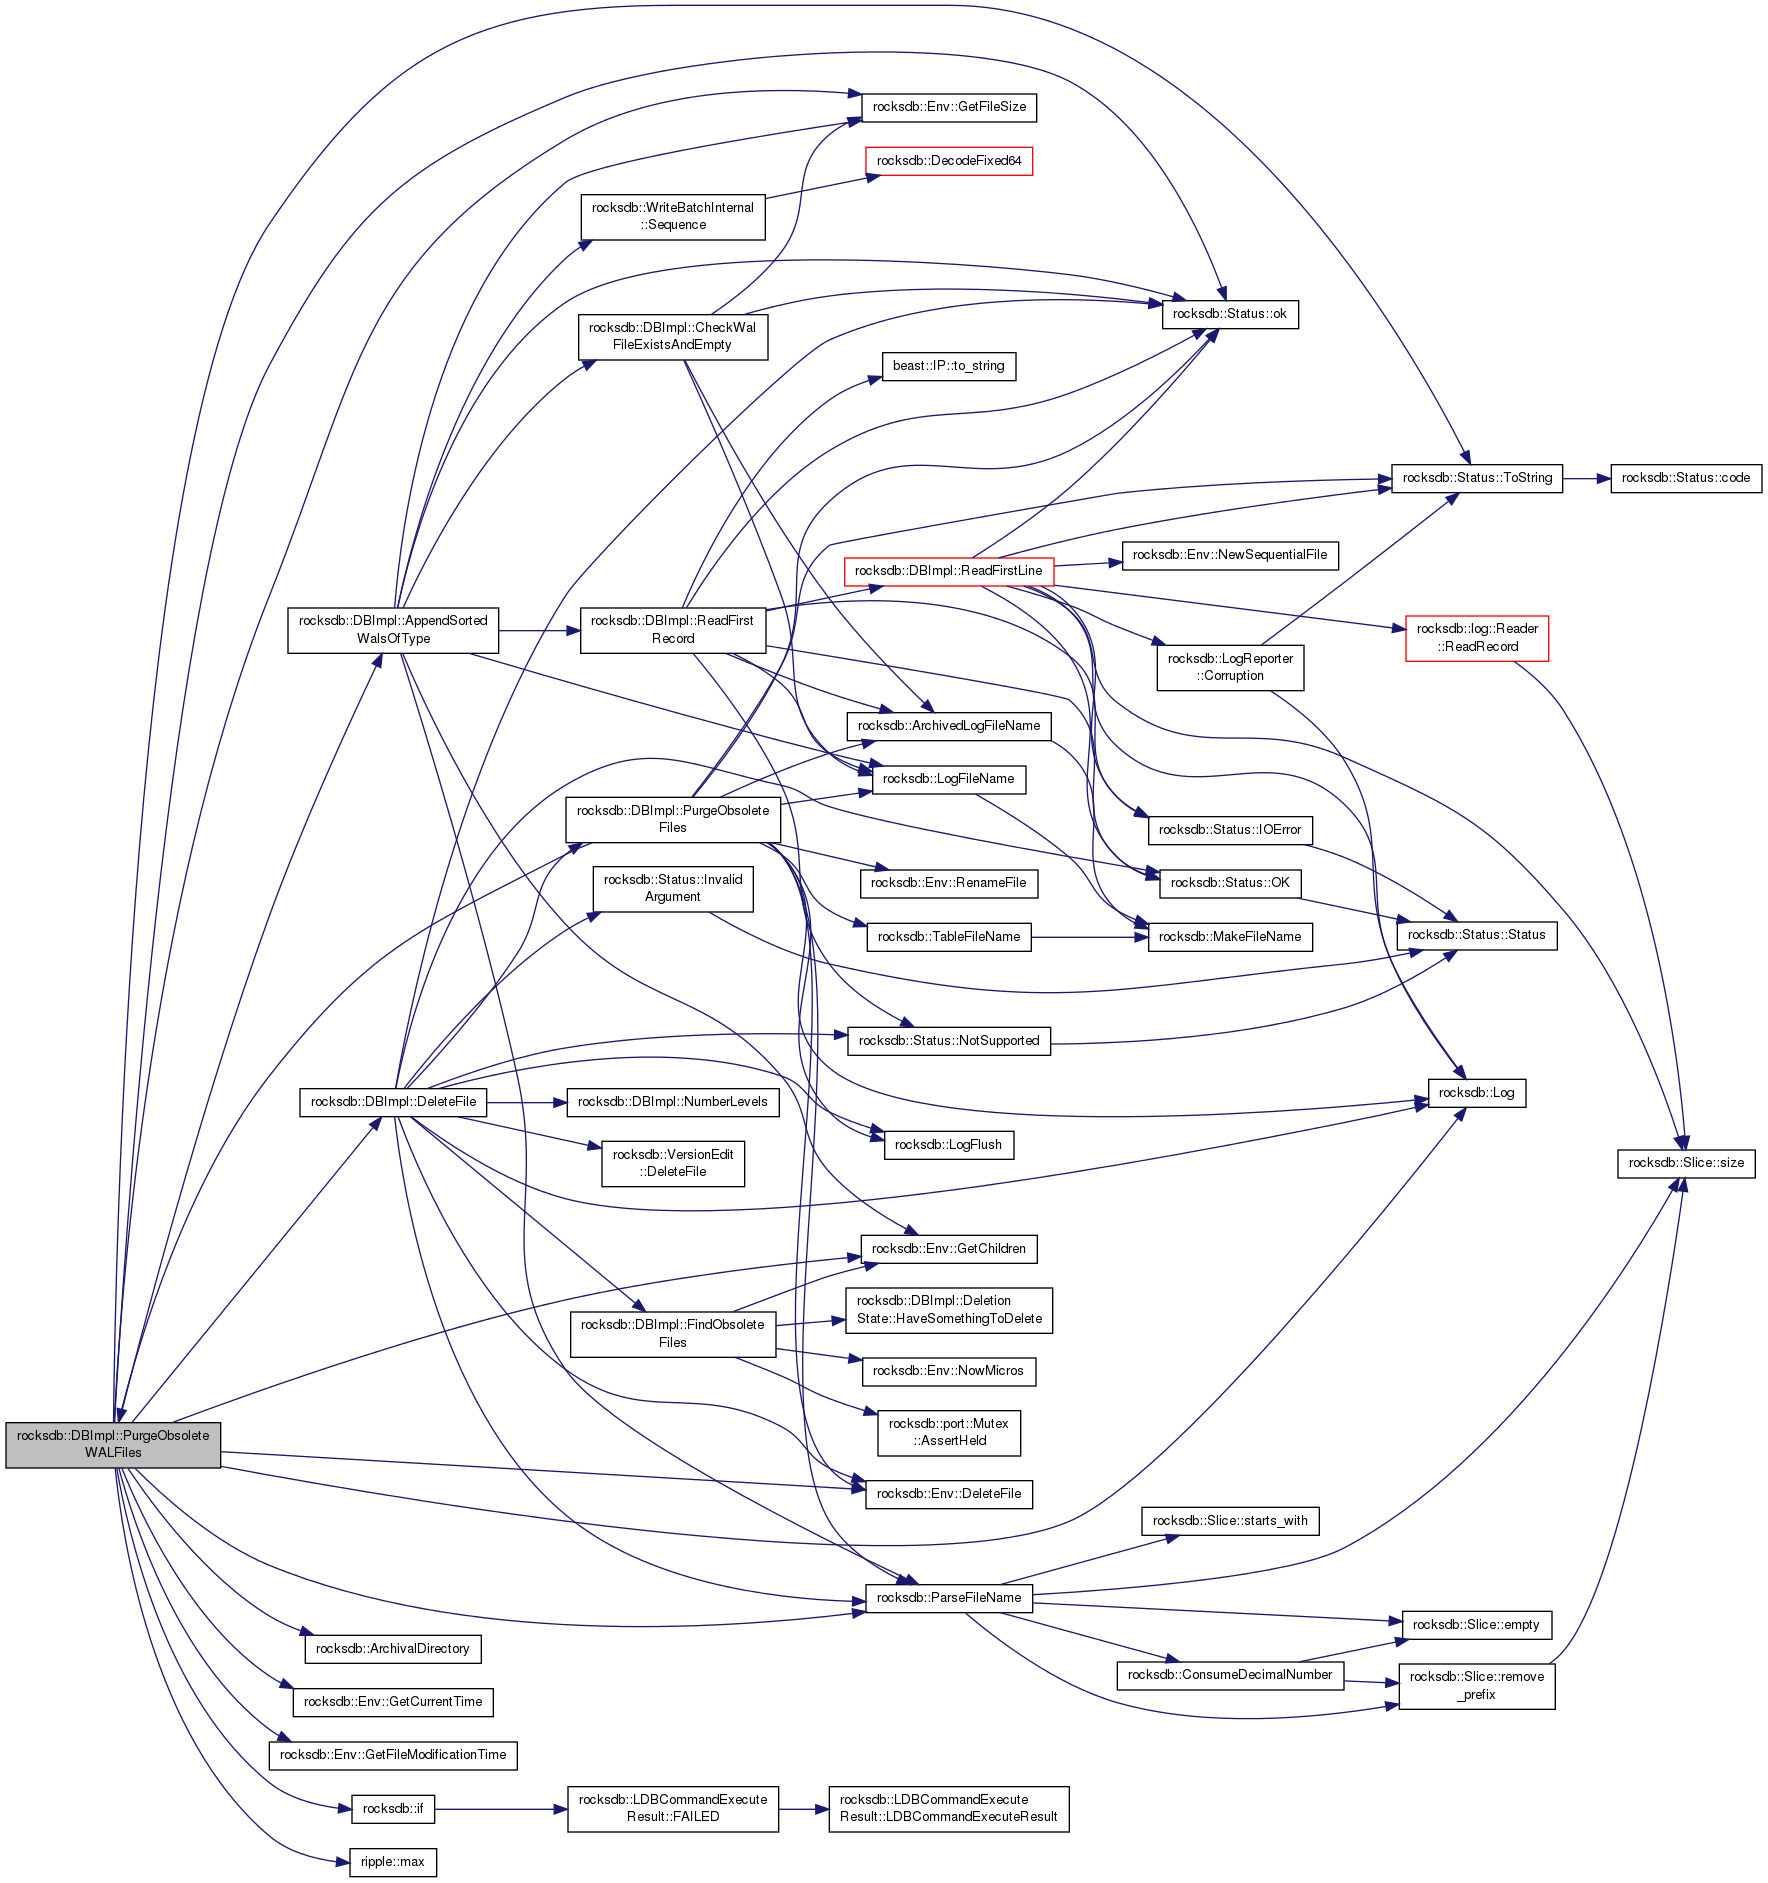 rocksdb::Env::GetFileSize
rocksdb::DecodeFixed64
rocksdb::WriteBatchInternal
::Sequence
rocksdb::DBImpl::CheckWal
FileExistsAndEmpty
rocksdb::Status::ok
beast::IP::to_string
rocksdb::Status::ToString
rocksdb::Status::code
rocksdb::Env::NewSequentialFile
rocksdb::DBImpl::ReadFirstLine
rocksdb::DBImpl::AppendSorted
WalsOfType
rocksdb::DBImpl::ReadFirst
Record
rocksdb::log::Reader
::ReadRecord
rocksdb::LogReporter
::Corruption
rocksdb::ArchivedLogFileName
rocksdb::LogFileName
rocksdb::DBImpl::PurgeObsolete
Files
rocksdb::Status::IOError
rocksdb::Status::Invalid
Argument
rocksdb::Env::RenameFile
rocksdb::Status::OK
rocksdb::TableFileName
rocksdb::MakeFileName
rocksdb::Status::Status
rocksdb::Status::NotSupported
rocksdb::DBImpl::DeleteFile
rocksdb::DBImpl::NumberLevels
rocksdb::Log
rocksdb::LogFlush
rocksdb::VersionEdit
::DeleteFile
rocksdb::Slice::size
rocksdb::Env::GetChildren
rocksdb::DBImpl::Deletion
State::HaveSomethingToDelete
rocksdb::DBImpl::FindObsolete
Files
rocksdb::Env::NowMicros
rocksdb::port::Mutex
::AssertHeld
rocksdb::DBImpl::PurgeObsolete
WALFiles
rocksdb::Env::DeleteFile
rocksdb::Slice::starts_with
rocksdb::ParseFileName
rocksdb::Slice::empty
rocksdb::ArchivalDirectory
rocksdb::ConsumeDecimalNumber
rocksdb::Slice::remove
_prefix
rocksdb::Env::GetCurrentTime
rocksdb::Env::GetFileModificationTime
rocksdb::if
rocksdb::LDBCommandExecute
Result::FAILED
rocksdb::LDBCommandExecute
Result::LDBCommandExecuteResult
ripple::max